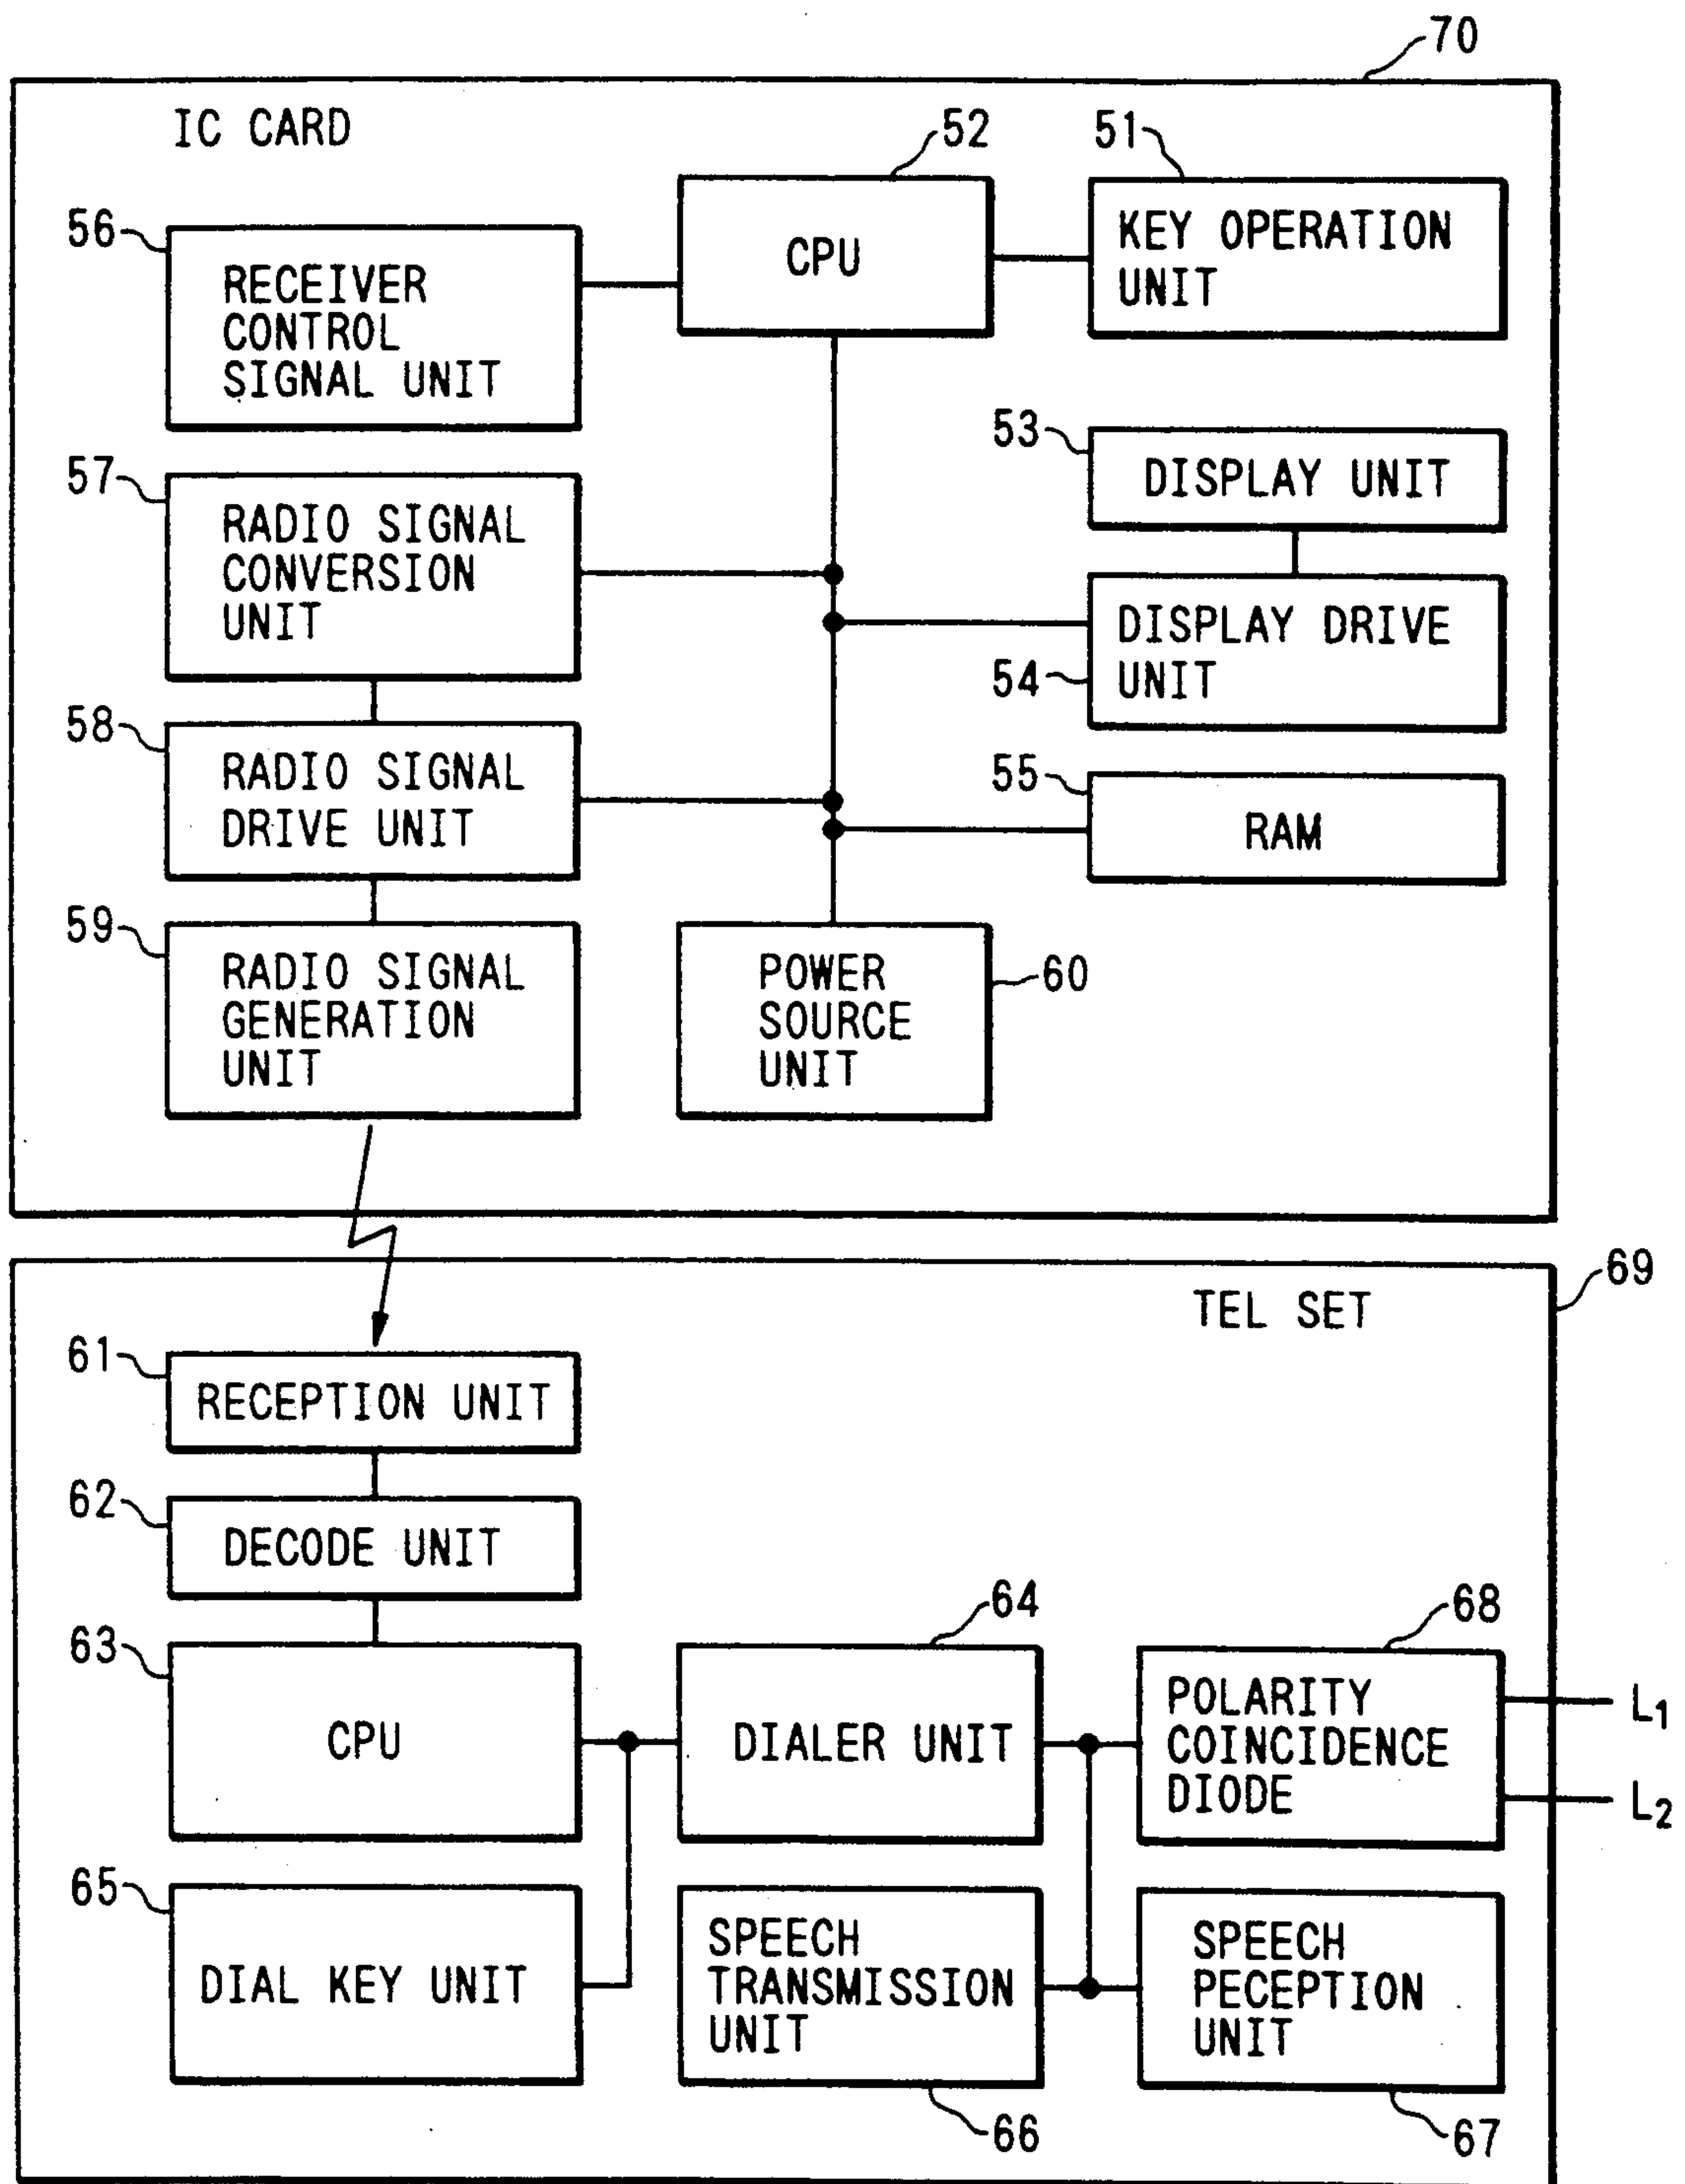 70
IC CARD
52
51
56
CPU
KEY OPERATION
UNIT
RECEIVER
CONTROL
SIGNAL UNIT
53
57
DISPLAY UNIT
RADIO SIGNAL
CONVERSION
UNIT
DISPLAY DRIVE
UNIT
54
58
RADIO SIGNAL
DRIVE UNIT
55
RAM
59
RADIO SIGNAL
GENERATION
UNIT
POWER
SOURCE
UNIT
60
69
TEL SET
61
RECEPTION UNIT
62
DECODE UNIT
64
68
63
CPU
DIALER UNIT
POLARITY
COINCIDENCE
DIODE
L1
L2
65
DIAL KEY UNIT
SPEECH
TRANSMISSION
UNIT
SPEECH
PECEPTION
UNIT
66
67